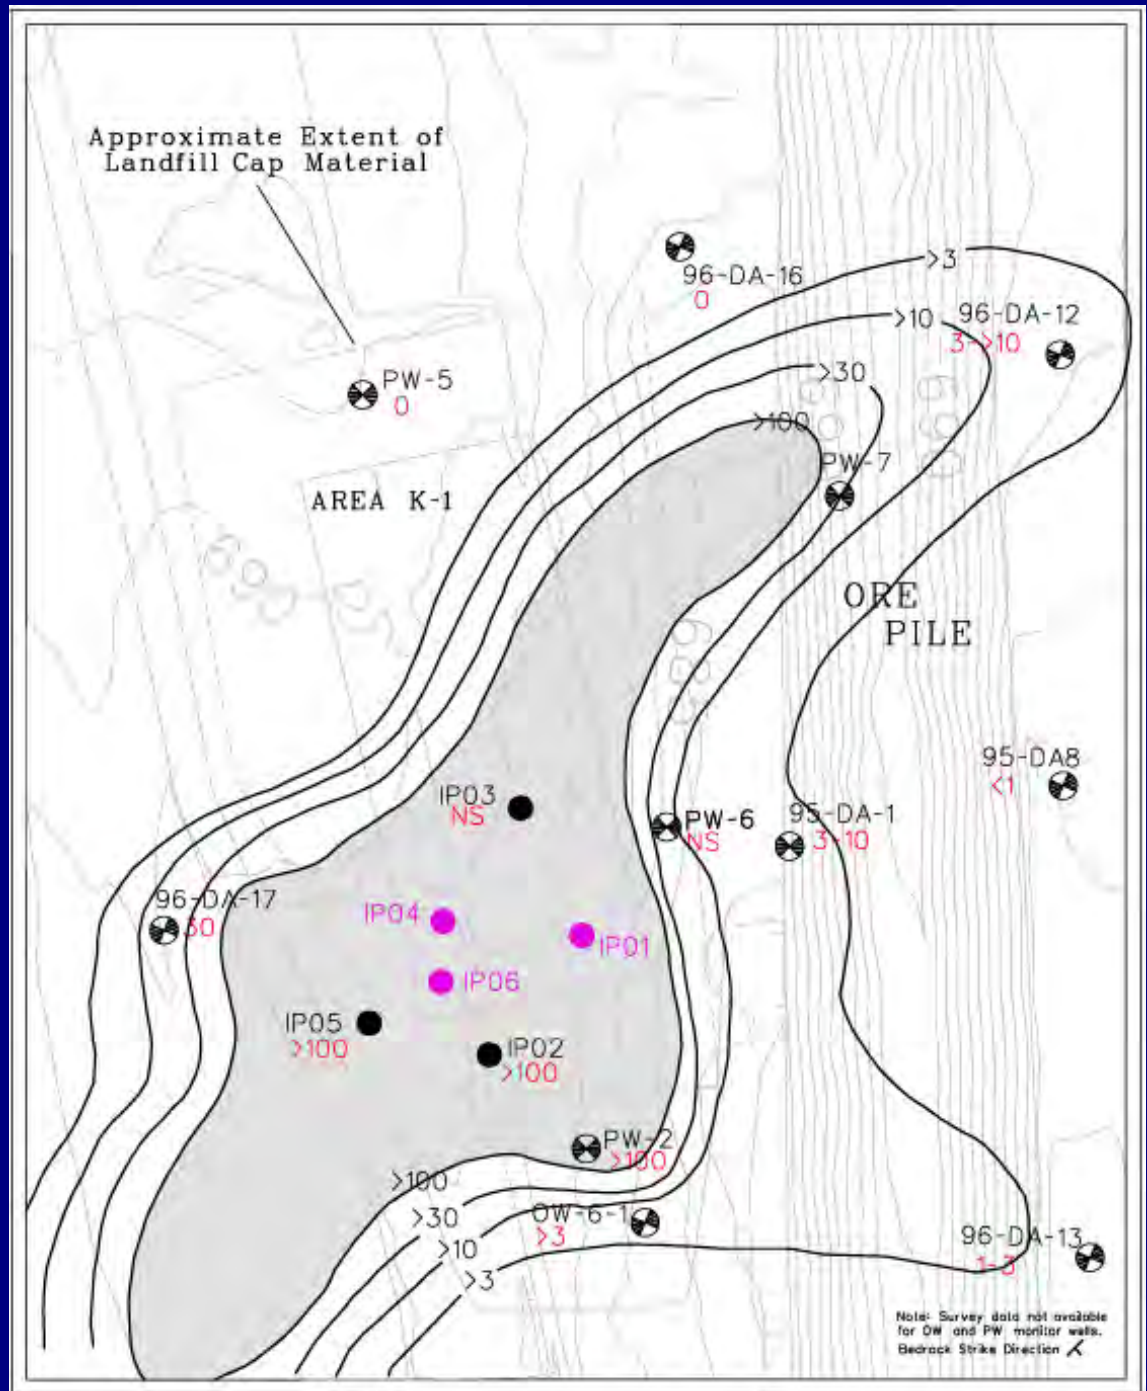 Approximate Extent of
Landfill Cap Material
96-DA-16
0
>3
>10
96-DA-12
3->10
>30
PW-5
0
>100
PW-7
AREA K-1
ORE
PILE
IP03
NS
PW-6
NS
95-DA8
<1
95-DA-1
3-10
96-DA-17
30
IP04
IP01
IP06
IP05
>100
IP02
>100
PW-2
>100
>100
>30
OW-6-1
>3
>10
>3
96-DA-13
1-3
Note: Survey data not available
for OW and PW monitor wells.
Bedrock Strike Direction